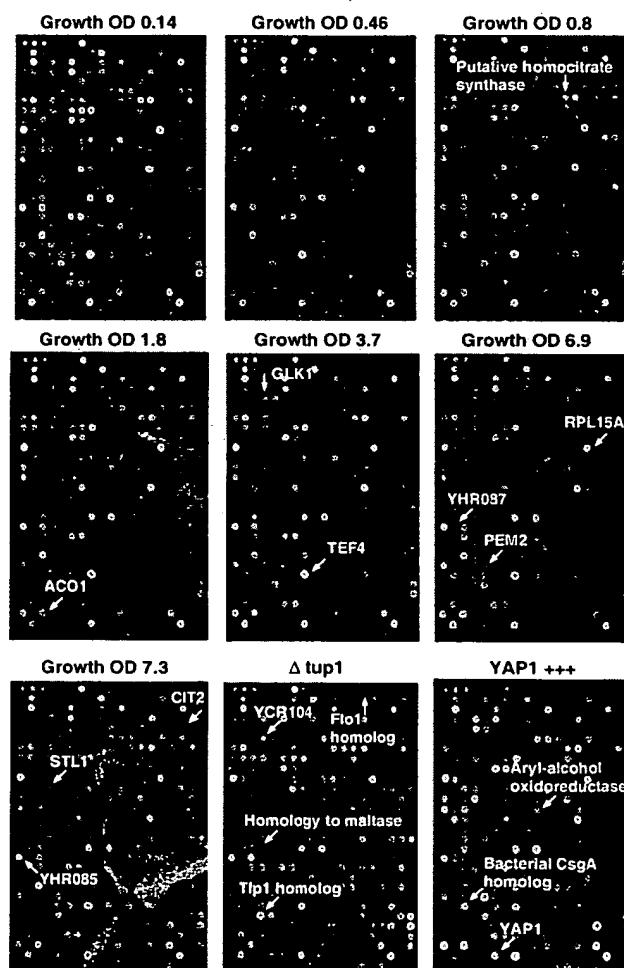 Growth OD 0.14
Growth OD 0.46
Growth OD 0.8
Putative homocitrate
synthase
Growth OD 1.8
Growth OD 3.7
Growth OD 6.9
GLK1
RPL15A
YHR087
PEM2
TEF4
ACO1
Growth OD 7.3
Δ tup1
YAP1 +++
CIT2
YCR104
Flo1
homolog
STL1
Aryl-alcohol
oxidoreductase
Homology to maltase
YHR085
Bacterial CsgA
homolog
Tip1 homolog
YAP1